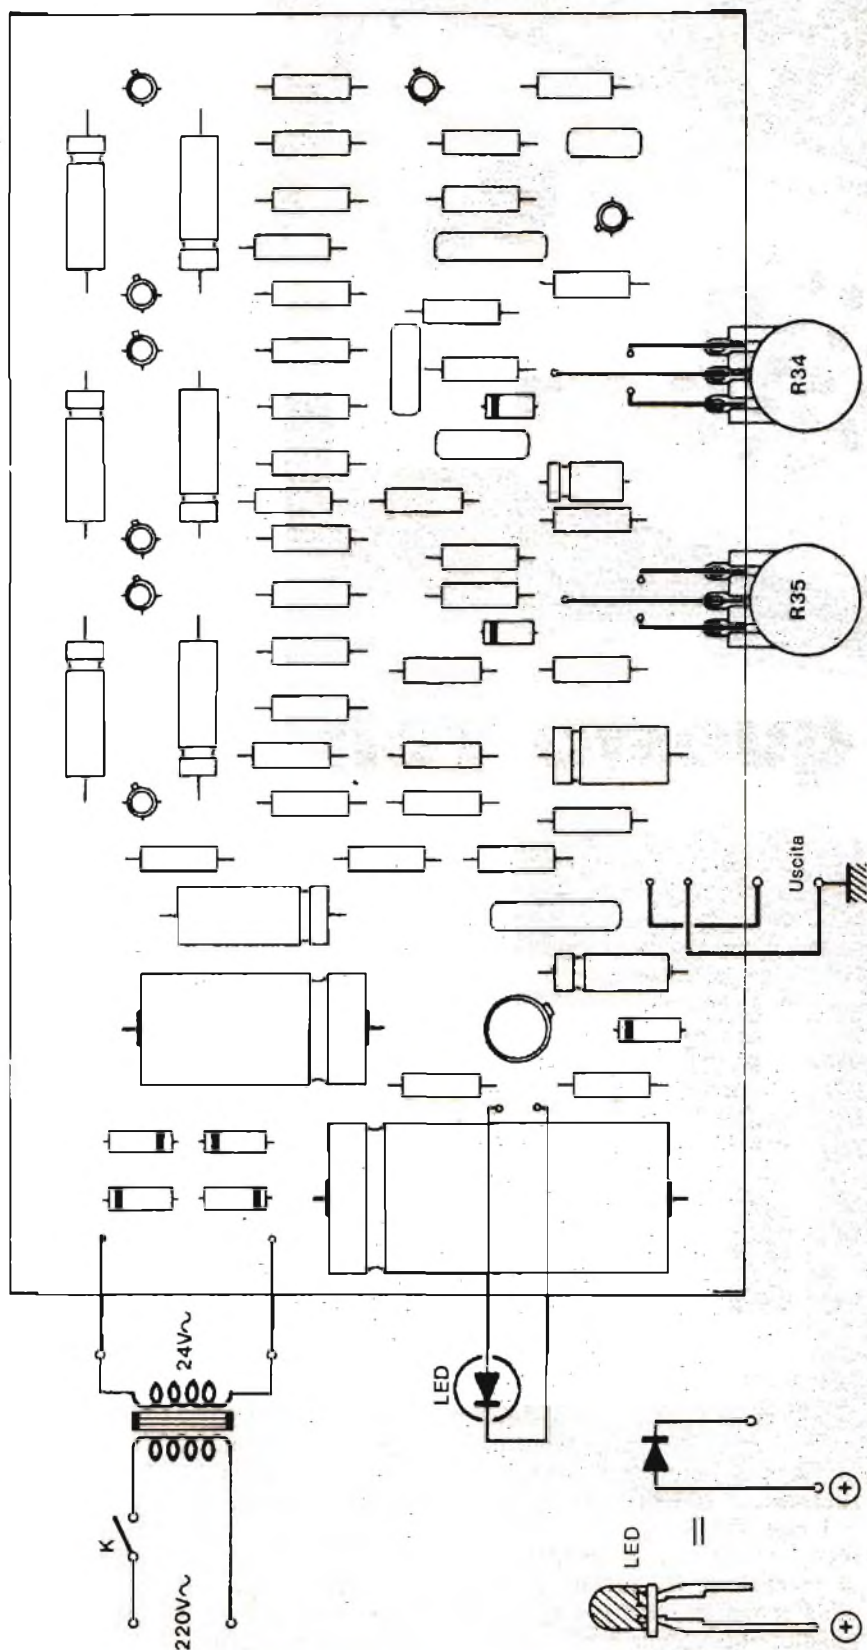 R34
R35
Uscita
24V~
LED
K
220V~
LED
=
+
+